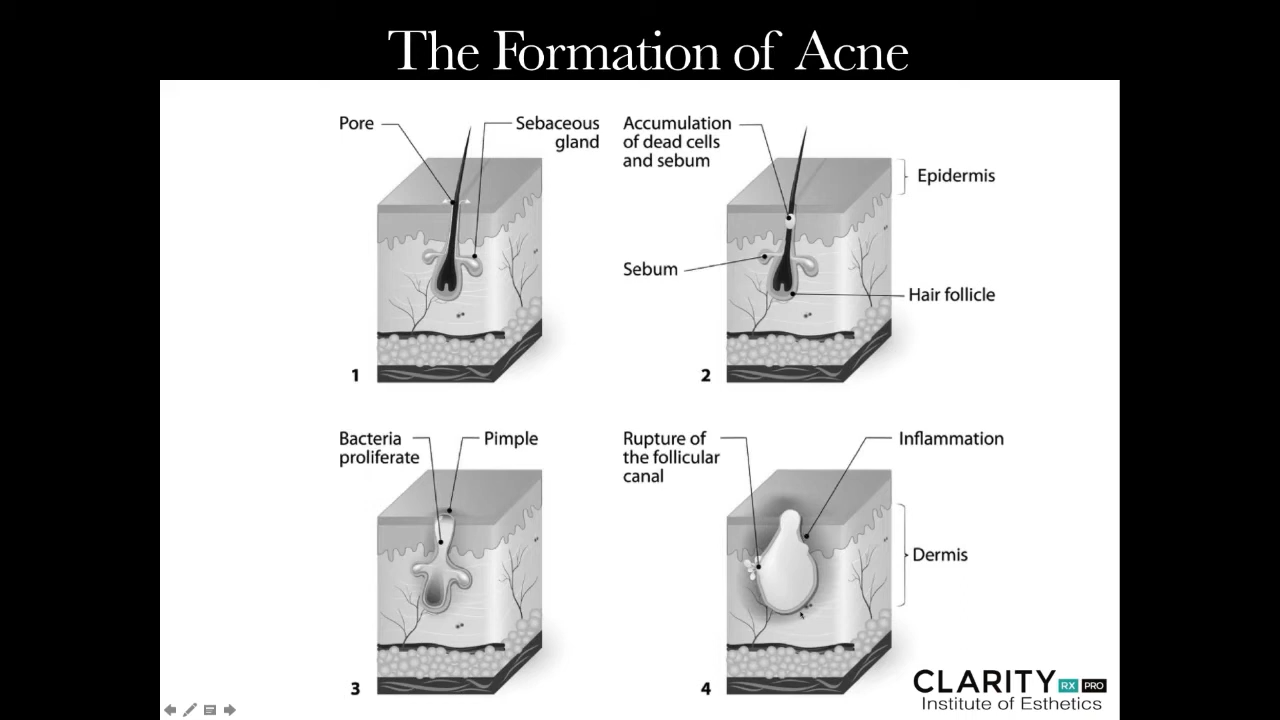 The Formation of Acne
Pore
Sebaceous
gland
Accumulation
of dead cells
and sebum
Epidermis
Sebum
Hair follicle
1
2
Bacteria
proliferate
Pimple
Rupture of
the follicular
canal
Inflammation
Dermis
3
4
CLARITY RX PRO
Institute of Esthetics